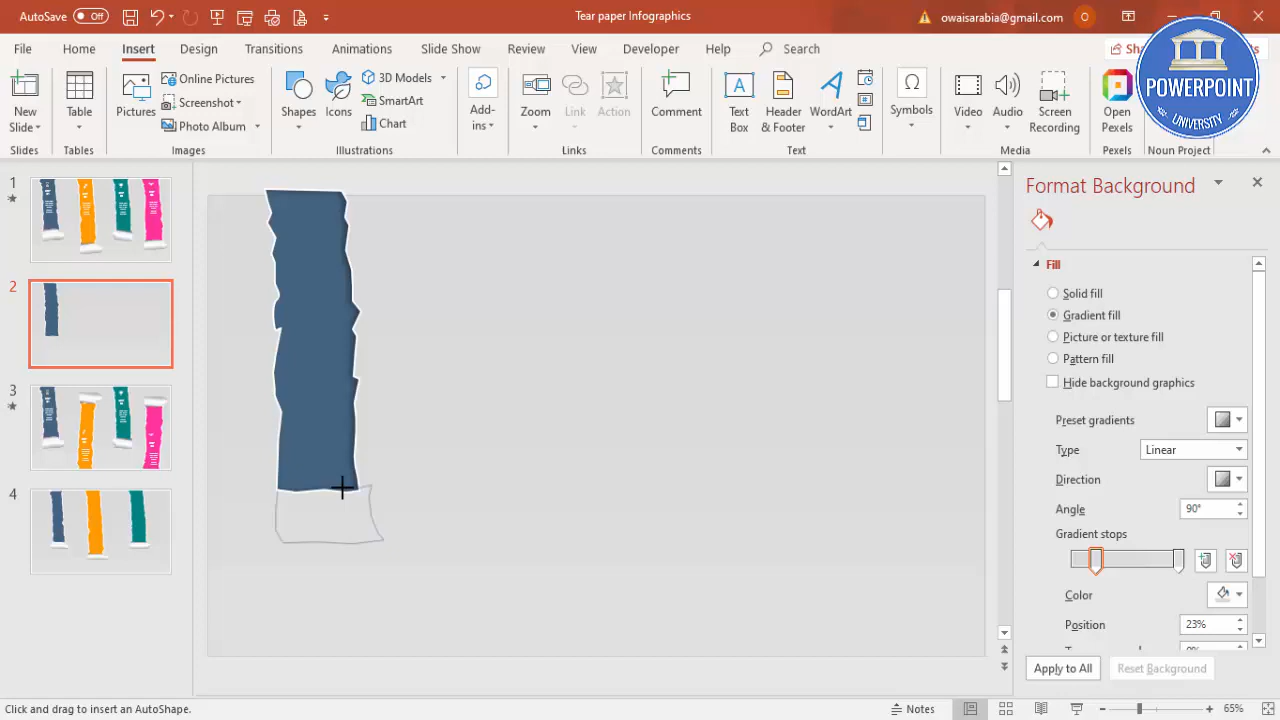 AutoSave Off
Tear paper Infographics
owaisarabia@gmail.com
O
File Home Insert Design Transitions Animations Slide Show Review View Developer Help Search
New Slide
Slides
Table
Tables
Pictures
Online Pictures
Screenshot
Photo Album
Images
Shapes
Icons
3D Models
SmartArt
Chart
Illustrations
Add-ins
Zoom
Link
Action
Links
Comment
Comments
Text Box
Header & Footer
WordArt
Text
Symbols
Video
Audio
Screen Recording
Media
Open Pexels
Pexels
Noun Project
POWERPOINT
UNIVERSITY
1
2
3
4
Format Background
Fill
Solid fill
Gradient fill
Picture or texture fill
Pattern fill
Hide background graphics
Preset gradients
Type Linear
Direction
Angle 90°
Gradient stops
Color
Position 23%
Apply to All Reset Background
Click and drag to insert an AutoShape.
Notes
65%